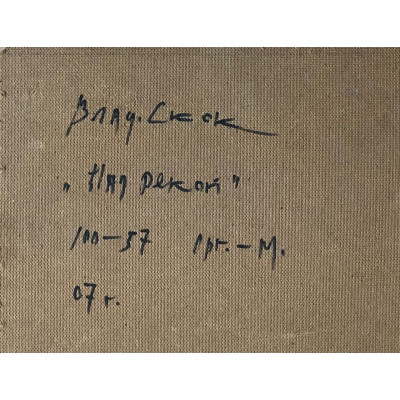 Влад. Скок
„Над рекой"
100-57 орг.-м.
07 г.